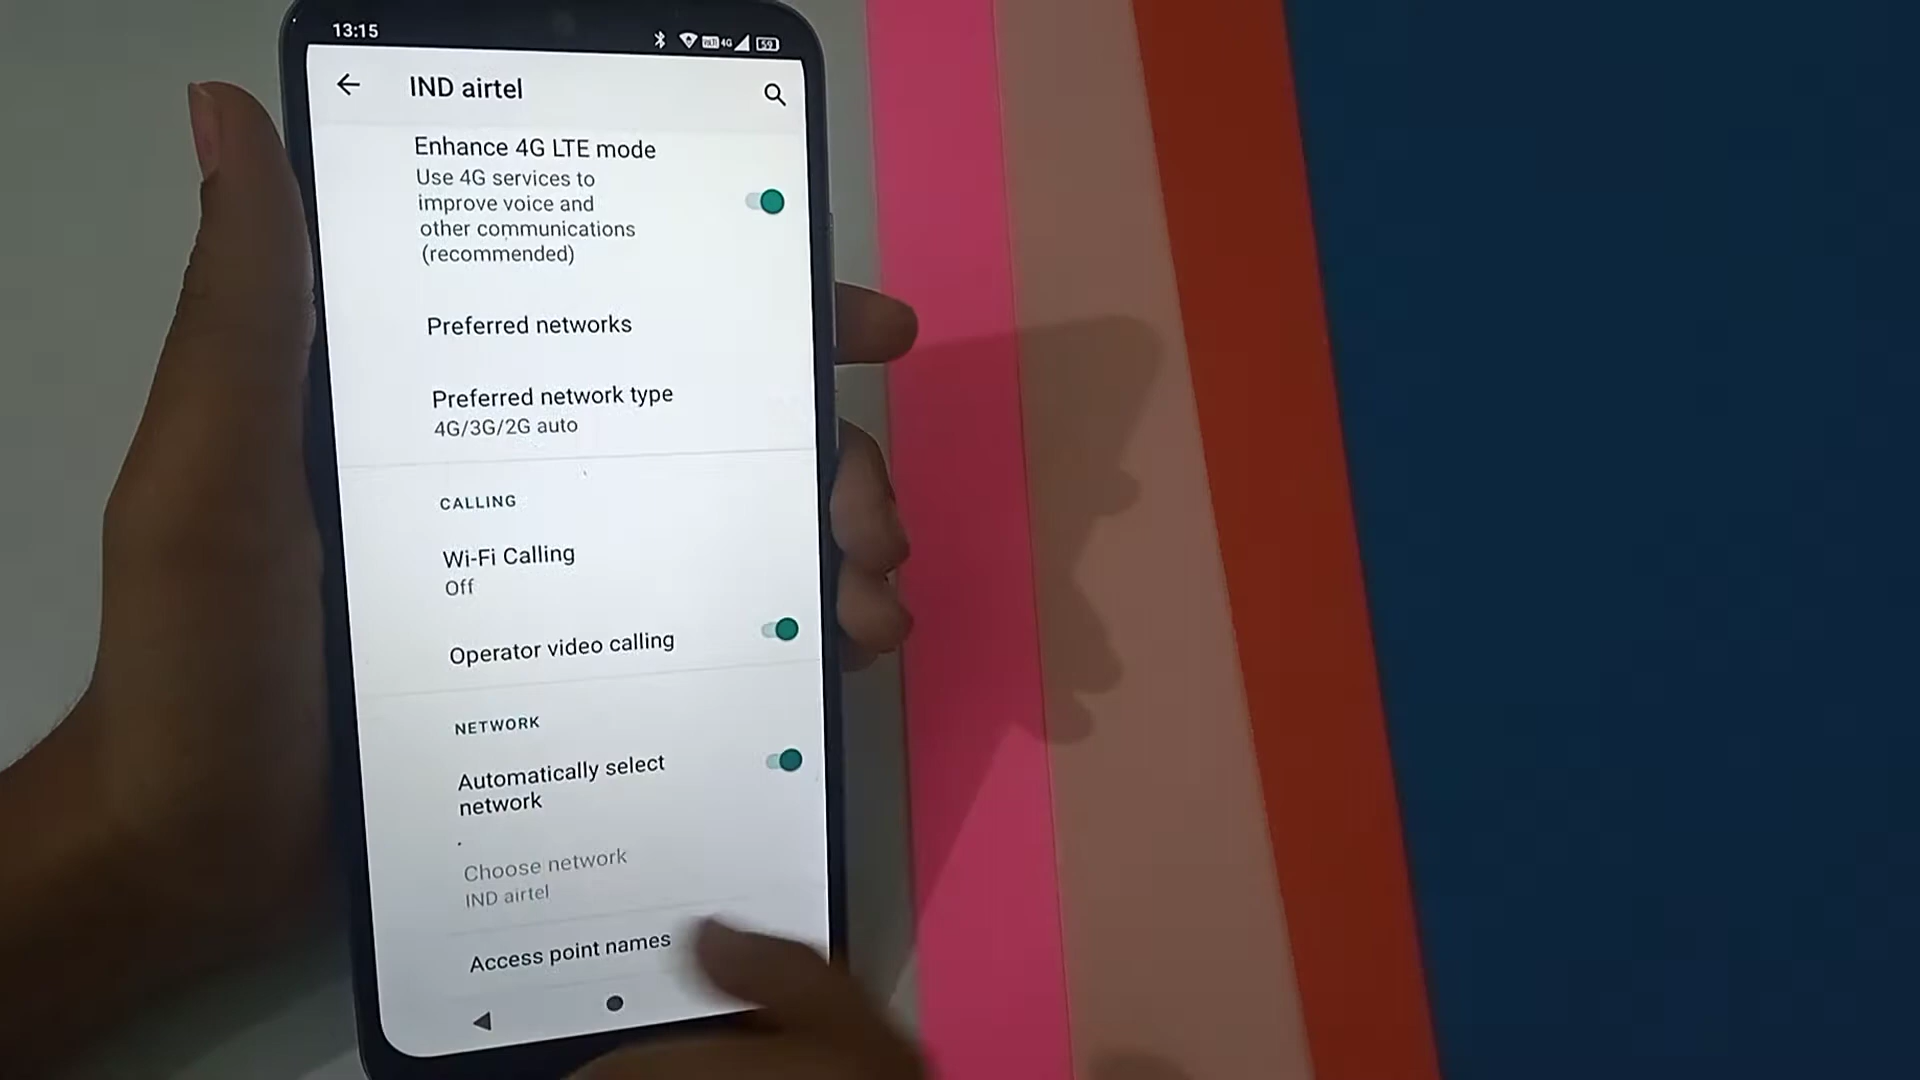 13:15
4G
59
IND airtel
Enhance 4G LTE mode
Use 4G services to
improve voice and
other communications
(recommended)
Preferred networks
Preferred network type
4G/3G/2G auto
CALLING
Wi-Fi Calling
Off
Operator video calling
NETWORK
Automatically select
network
Choose network
IND airtel
Access point names